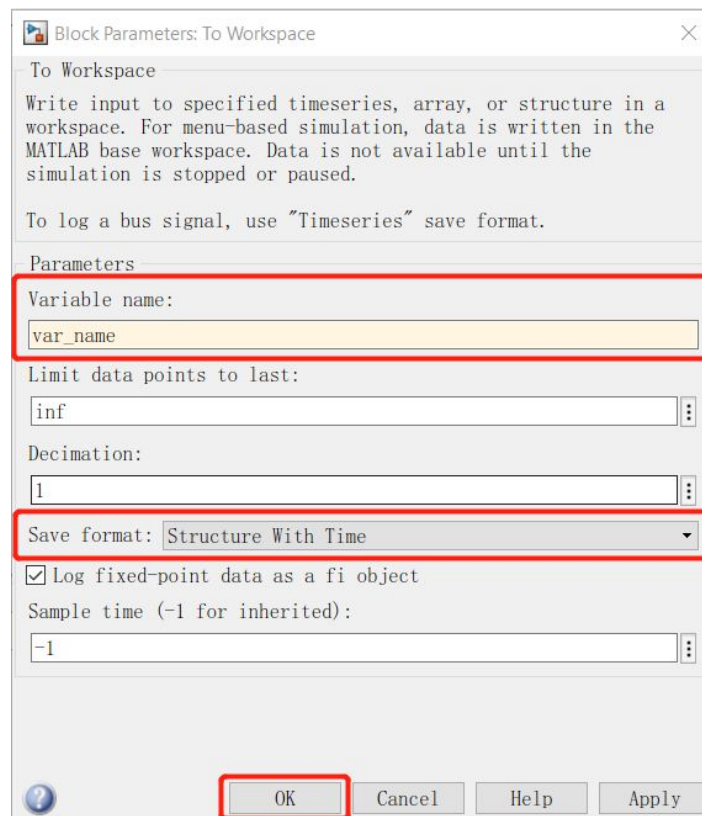 Block Parameters: To Workspace
To Workspace
Write input to specified timeseries, array, or structure in a
workspace. For menu-based simulation, data is written in the
MATLAB base workspace. Data is not available until the
simulation is stopped or paused.
To log a bus signal, use "Timeseries" save format.
Parameters
Variable name:
var_name
Limit data points to last:
inf
Decimation:
1
Save format: Structure With Time
Log fixed-point data as a fi object
Sample time (-1 for inherited):
-1
OK Cancel Help Apply